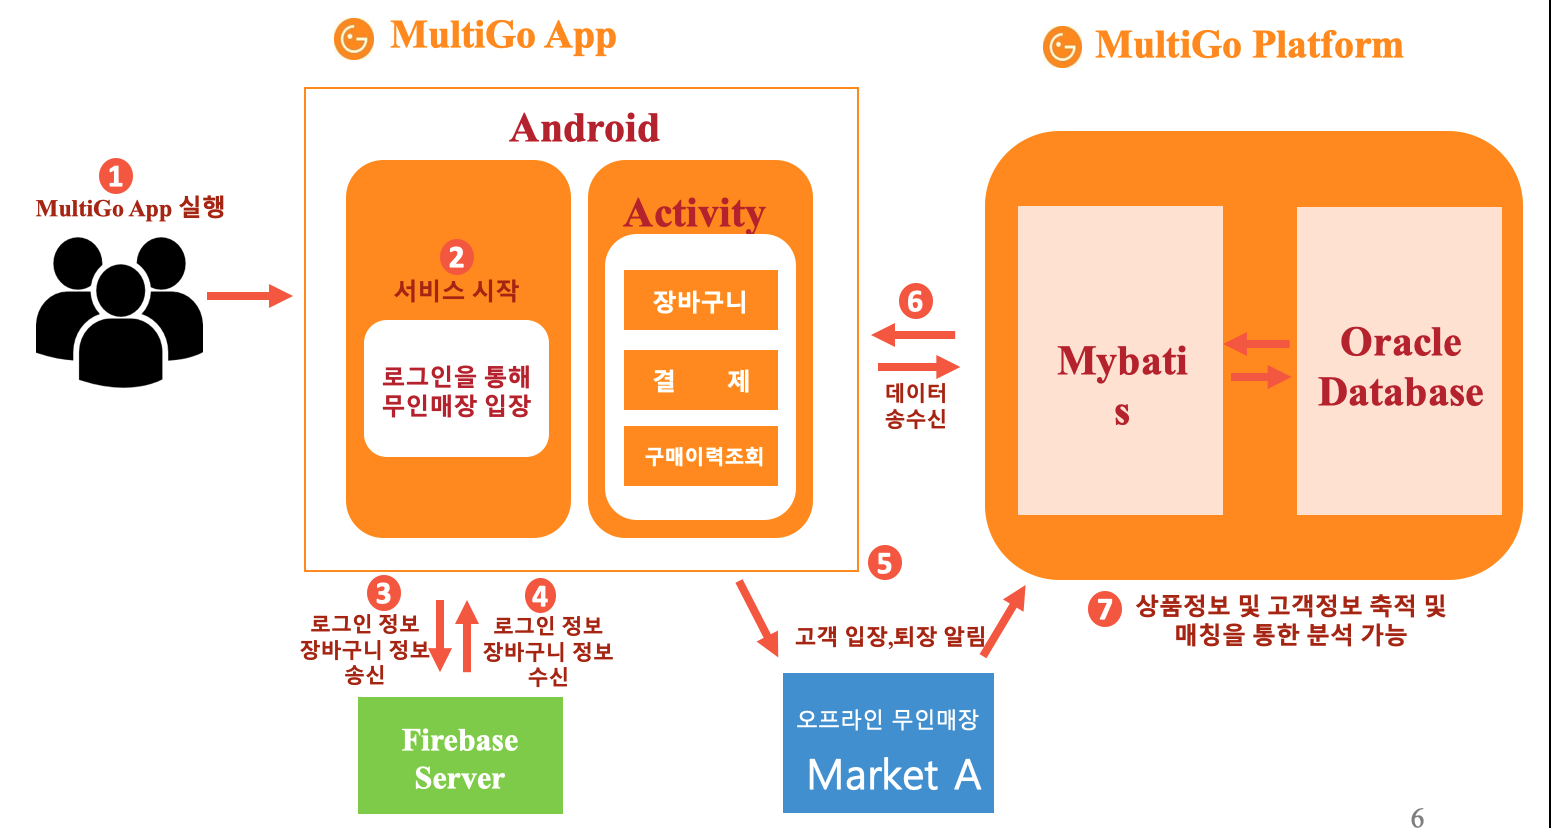 MultiGo App
MultiGo Platform
Android
1
MultiGo App 실행
2
서비스 시작
로그인을 통해
무인매장 입장
Activity
장바구니
결 제
구매이력조회
6
데이터
송수신
Mybati
s
Oracle
Database
3
로그인 정보
장바구니 정보
송신
4
로그인 정보
장바구니 정보
수신
5
고객 입장,퇴장 알림
7
상품정보 및 고객정보 축적 및
매칭을 통한 분석 가능
Firebase
Server
오프라인 무인매장
Market A
6